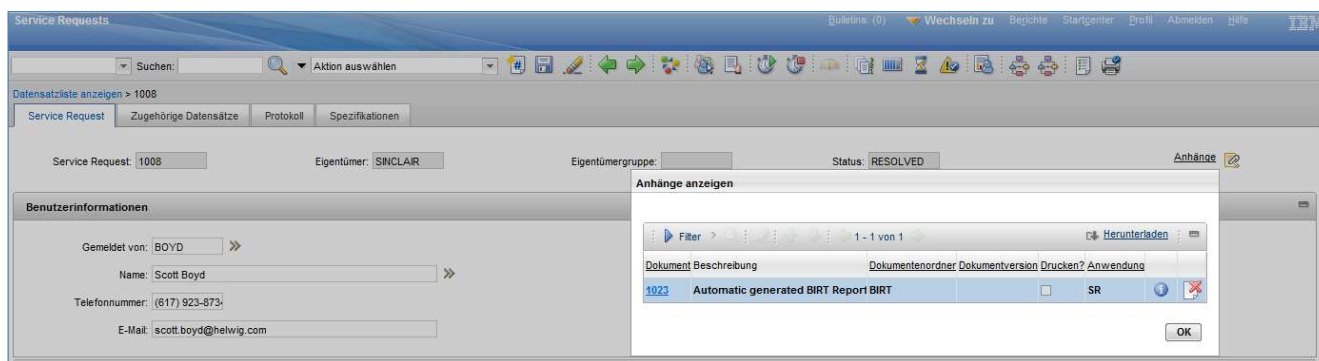 Service Requests
Bulletins: (0) Wechseln zu Berichte Startcenter Profil Abmelden Hilfe IBM
Suchen: Aktion auswählen
Datensatzliste anzeigen > 1008
Service Request Zugehörige Datensätze Protokoll Spezifikationen
Service Request: 1008 Eigentümer: SINCLAIR Eigentümergruppe: Status: RESOLVED Anhänge
Anhänge anzeigen
Benutzerinformationen
Filter 1 - 1 von 1 Herunterladen
Gemeldet von: BOYD
Dokument Beschreibung Dokumentenordner Dokumentversion Drucken? Anwendung
Name: Scott Boyd
1023 Automatic generated BIRT Report BIRT SR
Telefonnummer: (617) 923-873
E-Mail: scott.boyd@helwig.com
OK